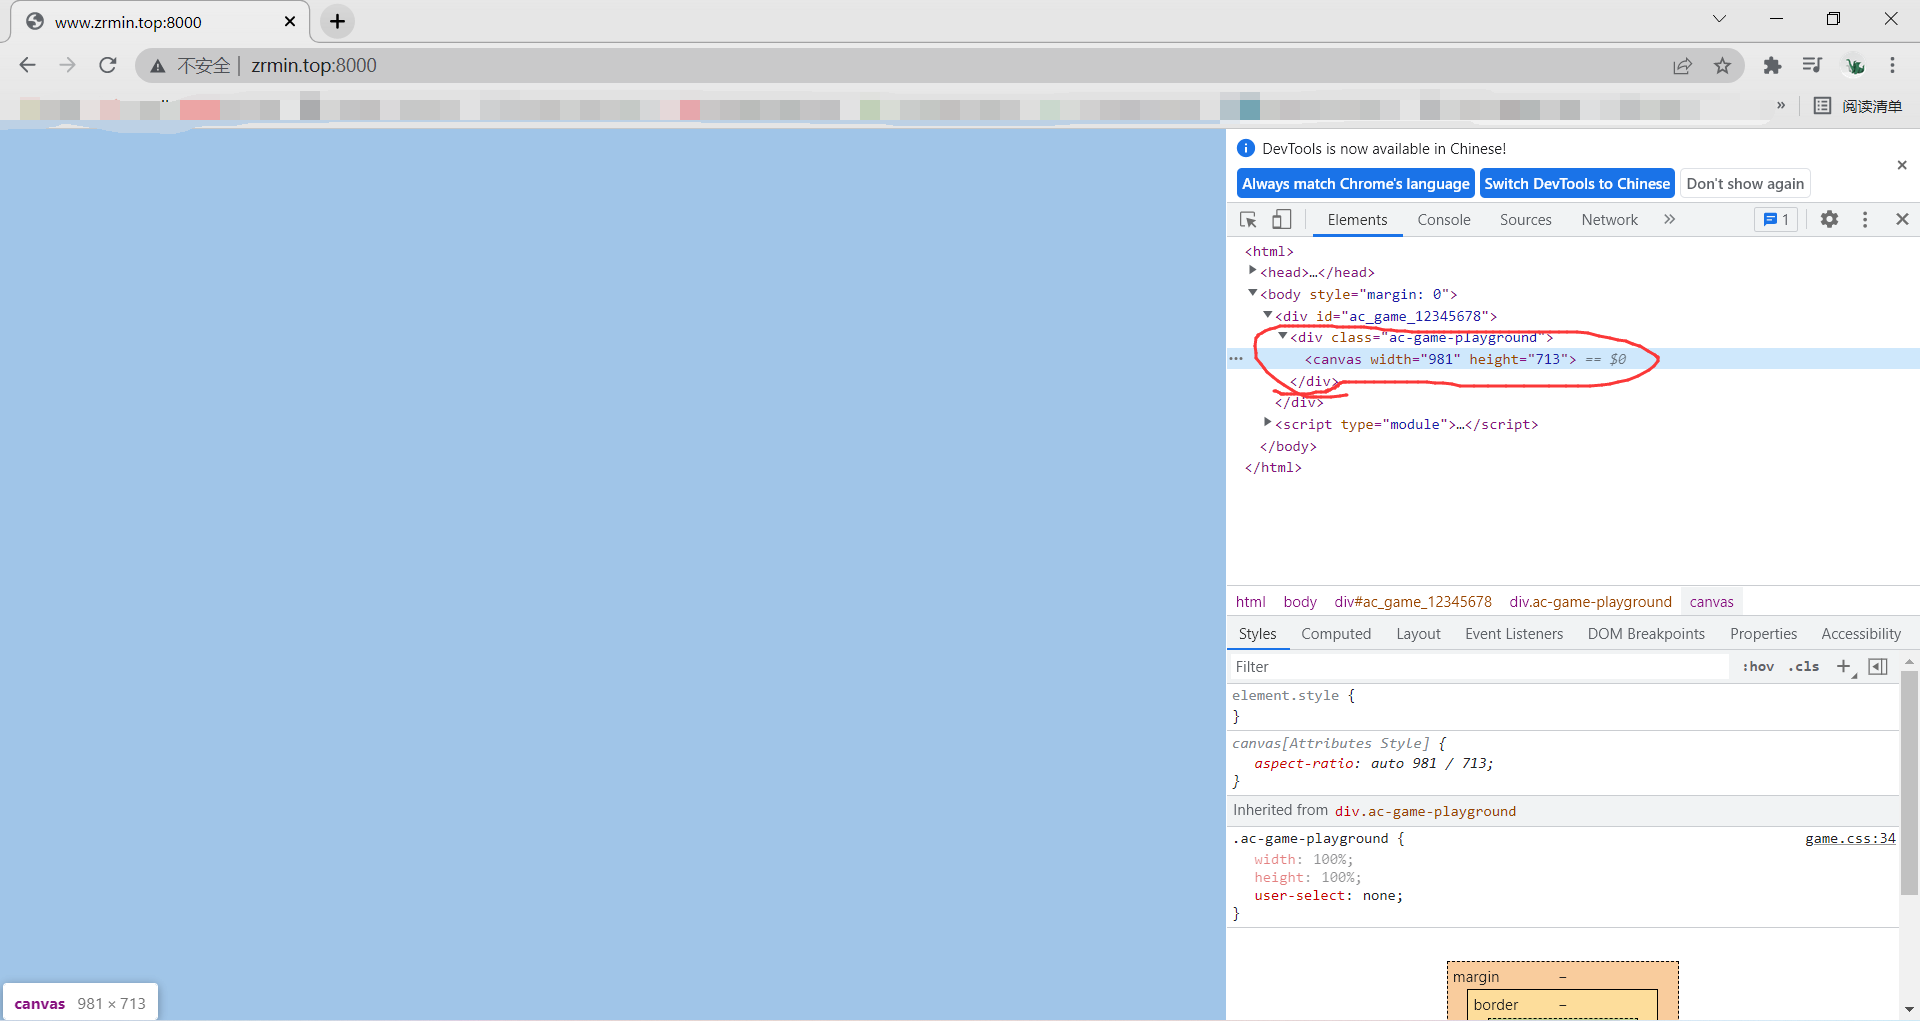 www.zrmin.top:8000
不安全 | zrmin.top:8000
» 阅读清单
DevTools is now available in Chinese!
Always match Chrome's language Switch DevTools to Chinese Don't show again
Elements Console Sources Network » 1
<html>
<head>…</head>
<body style="margin: 0">
<div id="ac_game_12345678">
<div class="ac-game-playground">
… <canvas width="981" height="713"> == $0
</div>
</div>
<script type="module">…</script>
</body>
</html>
html body div#ac_game_12345678 div.ac-game-playground canvas
Styles Computed Layout Event Listeners DOM Breakpoints Properties Accessibility
Filter :hov .cls +
element.style {
}
canvas[Attributes Style] {
aspect-ratio: auto 981 / 713;
}
Inherited from div.ac-game-playground
.ac-game-playground { game.css:34
width: 100%;
height: 100%;
user-select: none;
}
margin –
border –
canvas 981 × 713